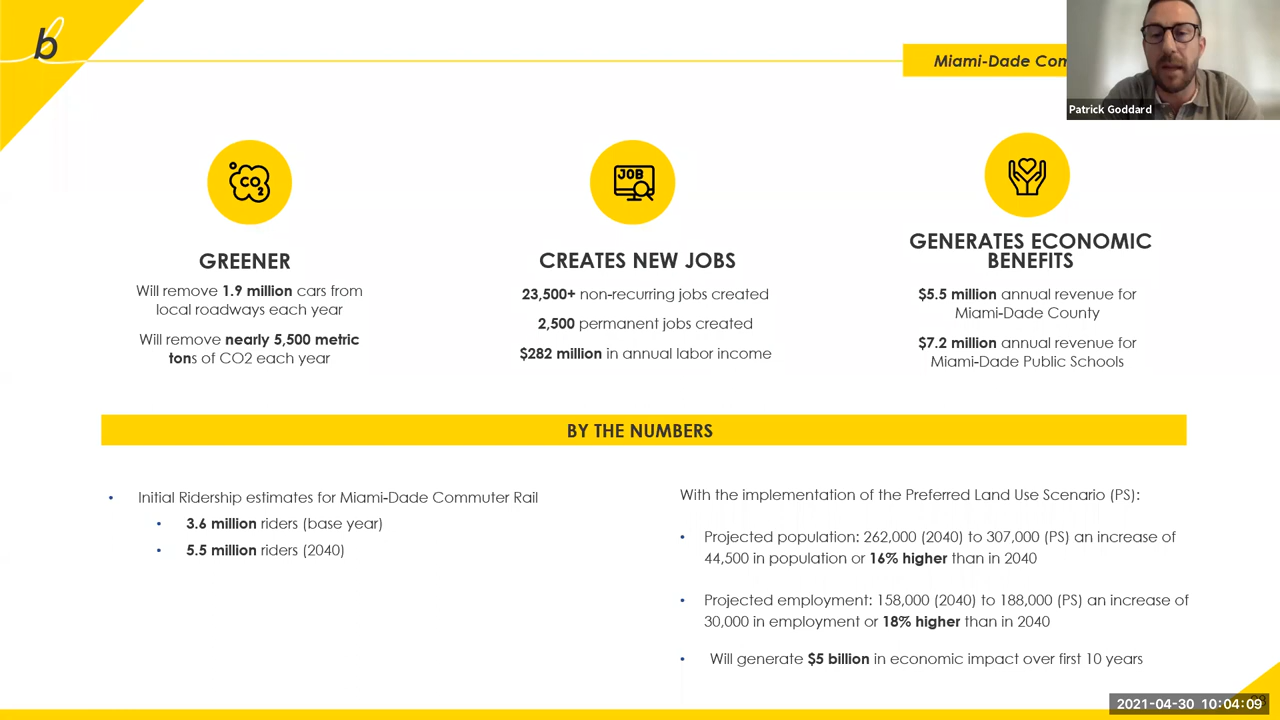 b
Miami-Dade Com
Patrick Goddard
CO2
JOB
GREENER
Will remove 1.9 million cars from
local roadways each year
Will remove nearly 5,500 metric
tons of CO2 each year
CREATES NEW JOBS
23,500+ non-recurring jobs created
2,500 permanent jobs created
$282 million in annual labor income
GENERATES ECONOMIC
BENEFITS
$5.5 million annual revenue for
Miami-Dade County
$7.2 million annual revenue for
Miami-Dade Public Schools
BY THE NUMBERS
• Initial Ridership estimates for Miami-Dade Commuter Rail
• 3.6 million riders (base year)
• 5.5 million riders (2040)
With the implementation of the Preferred Land Use Scenario (PS):
• Projected population: 262,000 (2040) to 307,000 (PS) an increase of
44,500 in population or 16% higher than in 2040
• Projected employment: 158,000 (2040) to 188,000 (PS) an increase of
30,000 in employment or 18% higher than in 2040
• Will generate $5 billion in economic impact over first 10 years
2021-04-30 10:04:09